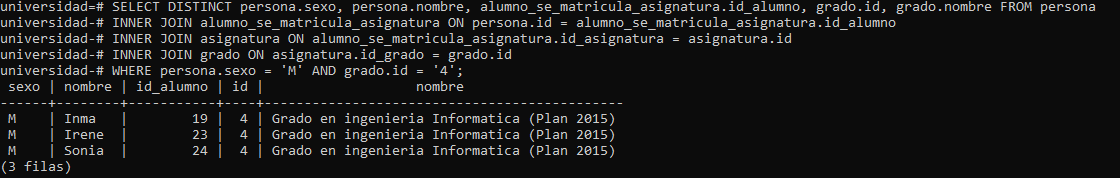 universidad=# SELECT DISTINCT persona.sexo, persona.nombre, alumno_se_matricula_asignatura.id_alumno, grado.id, grado.nombre FROM persona
universidad-# INNER JOIN alumno_se_matricula_asignatura ON persona.id = alumno_se_matricula_asignatura.id_alumno
universidad-# INNER JOIN asignatura ON alumno_se_matricula_asignatura.id_asignatura = asignatura.id
universidad-# INNER JOIN grado ON asignatura.id_grado = grado.id
universidad-# WHERE persona.sexo = 'M' AND grado.id = '4';
 sexo | nombre | id_alumno | id |                    nombre
------+--------+-----------+----+----------------------------------------------
 M    | Inma   |        19 |  4 | Grado en ingenieria Informatica (Plan 2015)
 M    | Irene  |        23 |  4 | Grado en ingenieria Informatica (Plan 2015)
 M    | Sonia  |        24 |  4 | Grado en ingenieria Informatica (Plan 2015)
(3 filas)